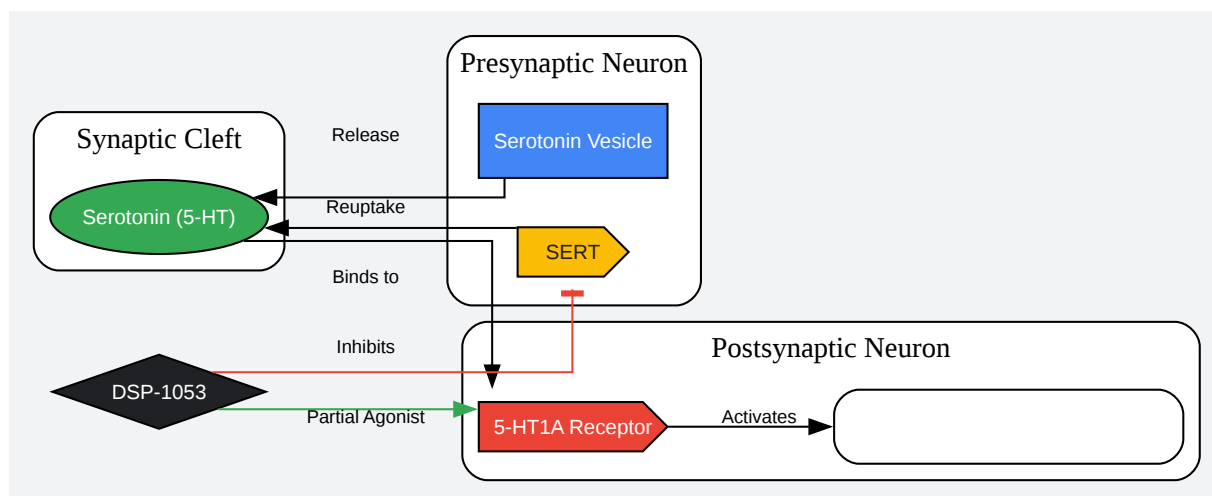 Presynaptic Neuron
Serotonin Vesicle
Synaptic Cleft
Release
Serotonin (5-HT)
Reuptake
SERT
Binds to
Inhibits
Postsynaptic Neuron
DSP-1053
Partial Agonist
5-HT1A Receptor
Activates